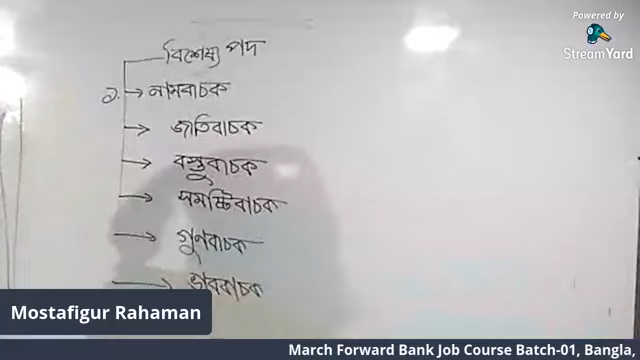 Powered by
StreamYard
বিশেষ্য পদ
১. → নামবাচক
→ জাতিবাচক
→ বস্তুবাচক
→ সমষ্টিবাচক
→ গুনবাচক
→ ভাববাচক
Mostafigur Rahaman
March Forward Bank Job Course Batch-01, Bangla,